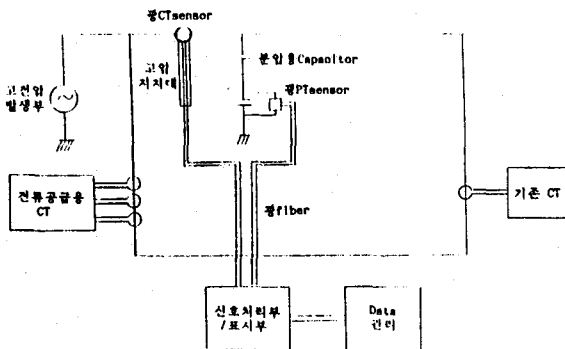 광CTsensor
고압
지지대
분압용Capacitor
광PTsensor
고전압
발생부
전류공급용
CT
기존 CT
광fiber
신호처리부
/표시부
Data
관리